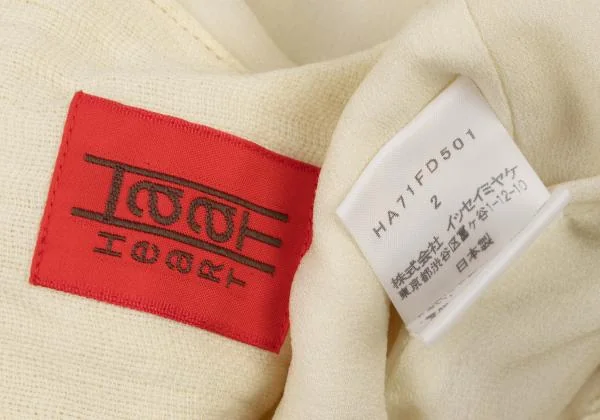 HaaT
HeaRT
HA71FD501
2
株式会社 イッセイミヤケ
東京都渋谷区富ヶ谷1-12-10
日本製